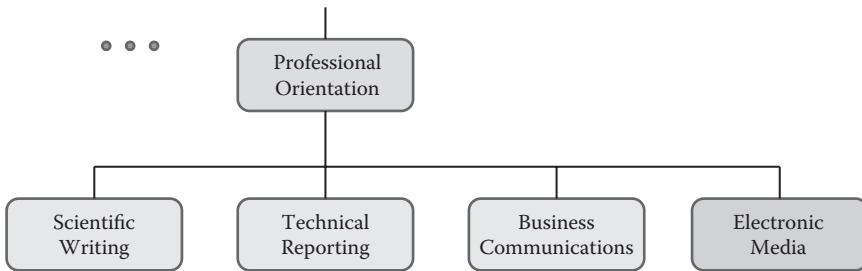 Professional
Orientation
Scientific
Writing
Technical
Reporting
Business
Communications
Electronic
Media